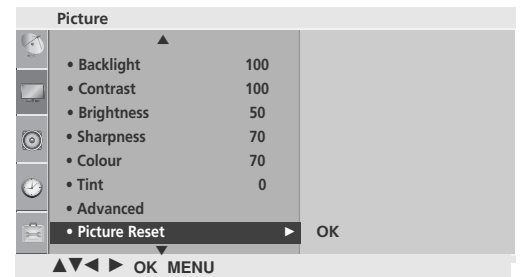 Picture
▲
• Backlight 100
• Contrast 100
• Brightness 50
• Sharpness 70
• Colour 70
• Tint 0
• Advanced
• Picture Reset ► OK
▼
▲▼◄ ► OK MENU